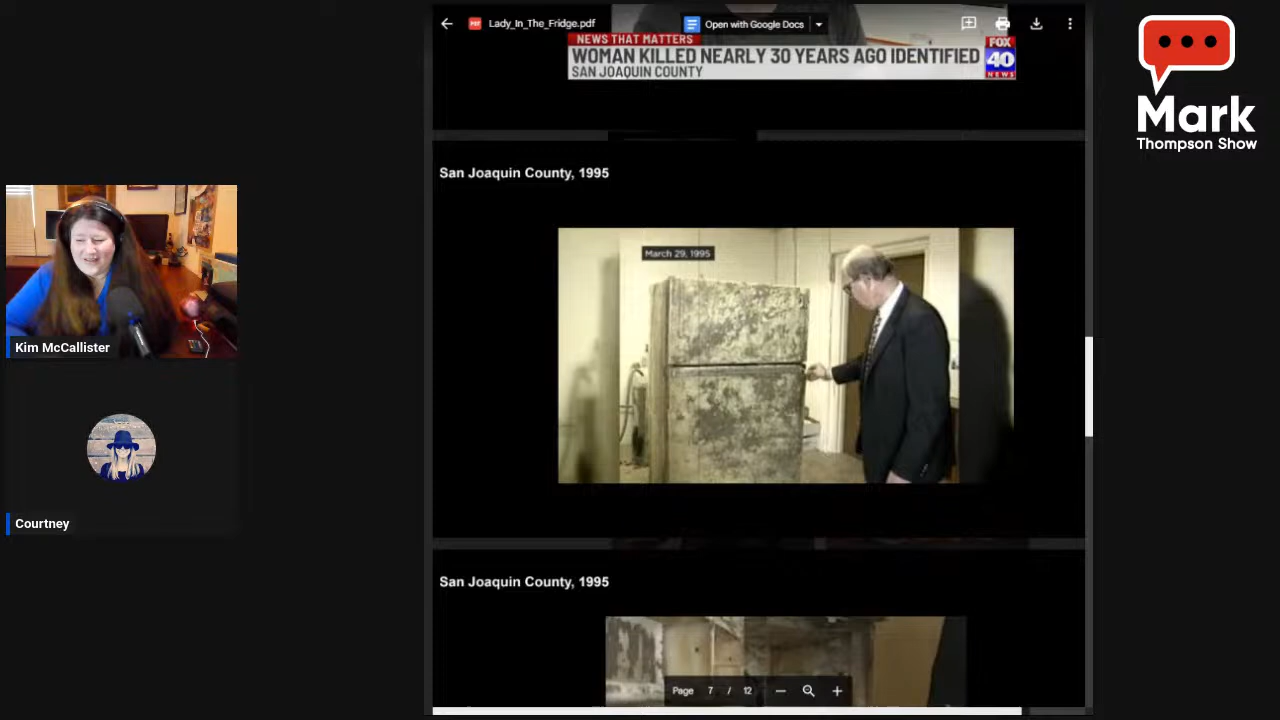 Lady_In_The_Fridge.pdf
Open with Google Docs
NEWS THAT MATTERS
WOMAN KILLED NEARLY 30 YEARS AGO IDENTIFIED
SAN JOAQUIN COUNTY
FOX
40
NEWS
Mark
Thompson Show
San Joaquin County, 1995
March 29, 1995
Kim McCallister
Courtney
San Joaquin County, 1995
Page 7 / 12